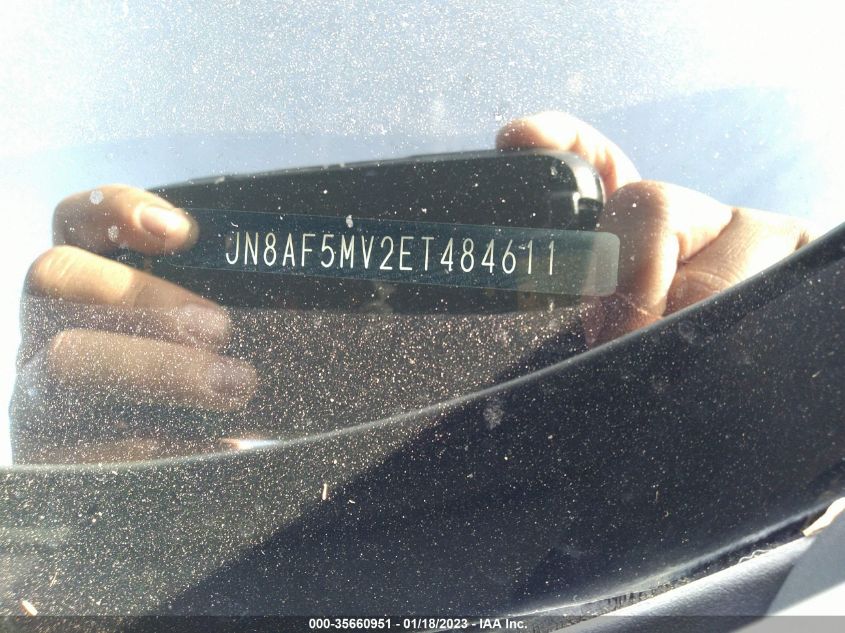 JN8AF5MV2ET484611
000-35660951 - 01/18/2023 - IAA Inc.